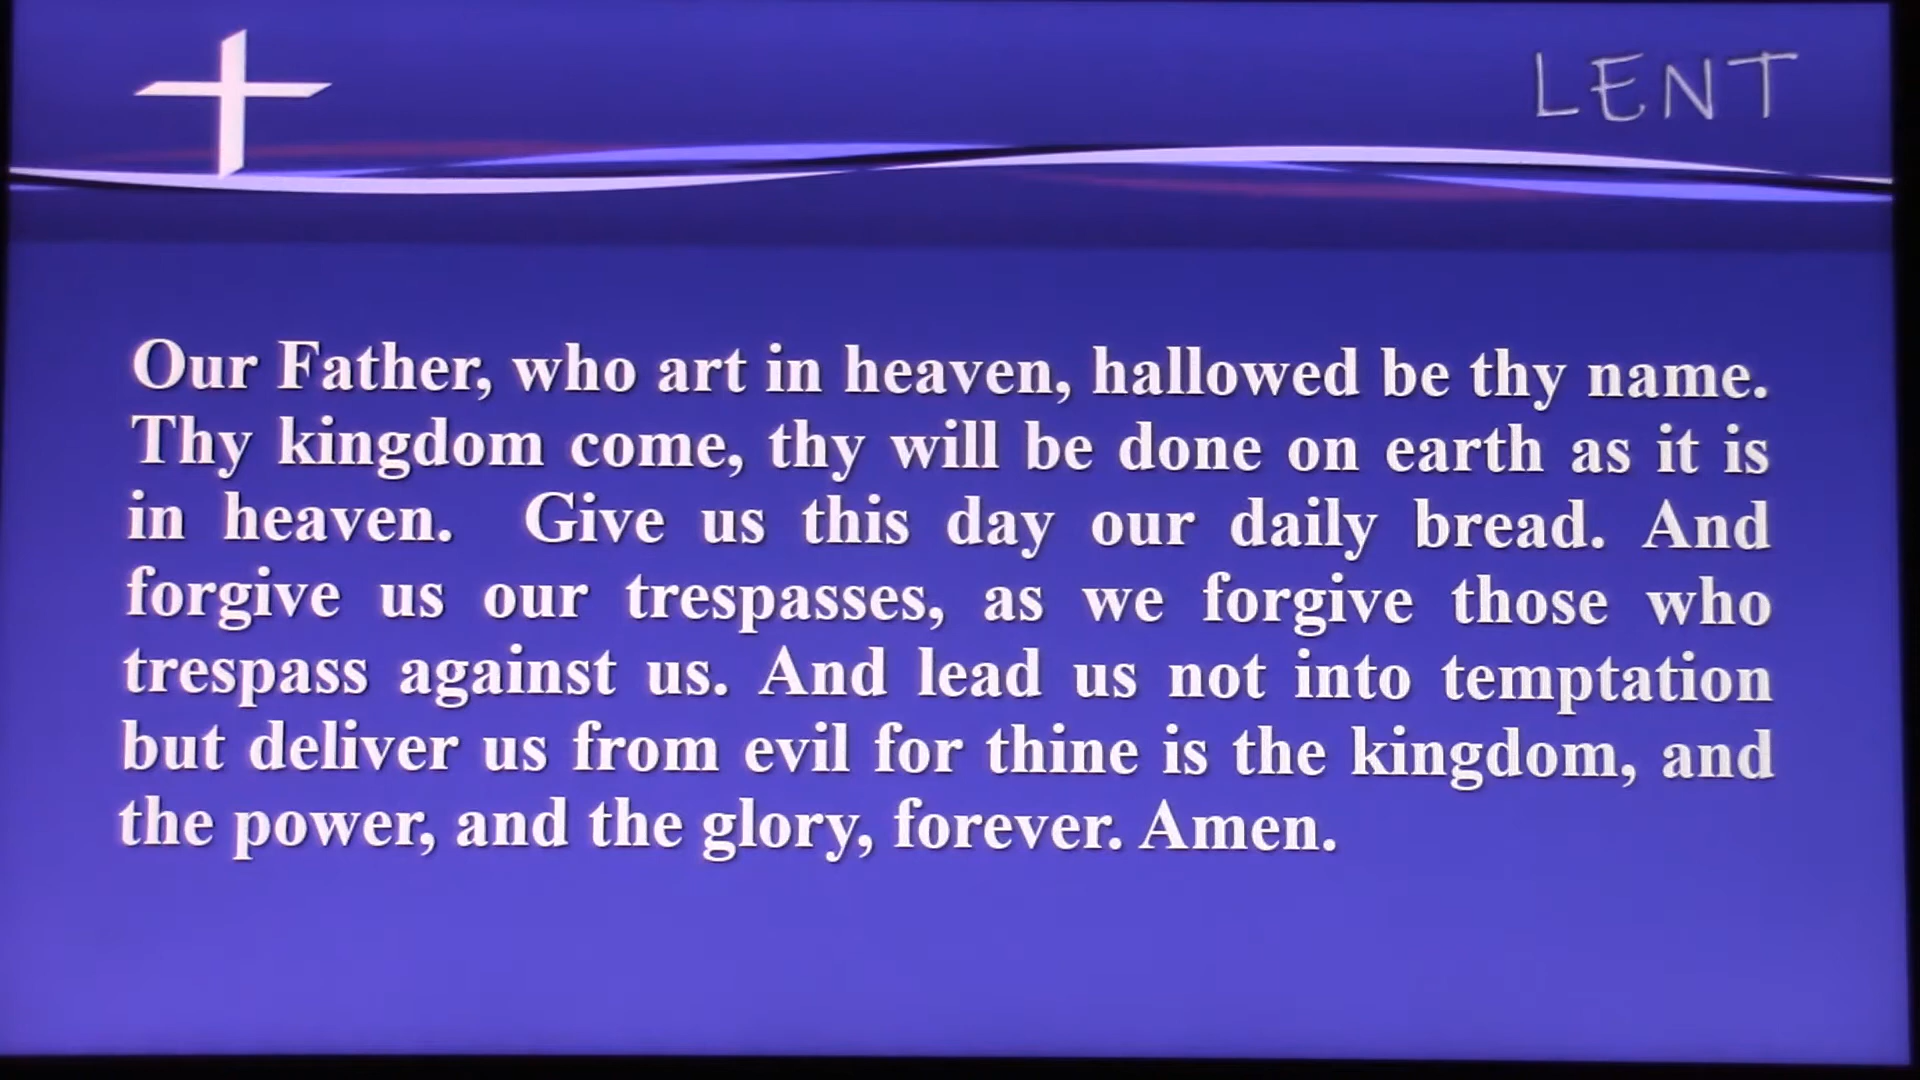 LENT
Our Father, who art in heaven, hallowed be thy name.
Thy kingdom come, thy will be done on earth as it is
in heaven. Give us this day our daily bread. And
forgive us our trespasses, as we forgive those who
trespass against us. And lead us not into temptation
but deliver us from evil for thine is the kingdom, and
the power, and the glory, forever. Amen.